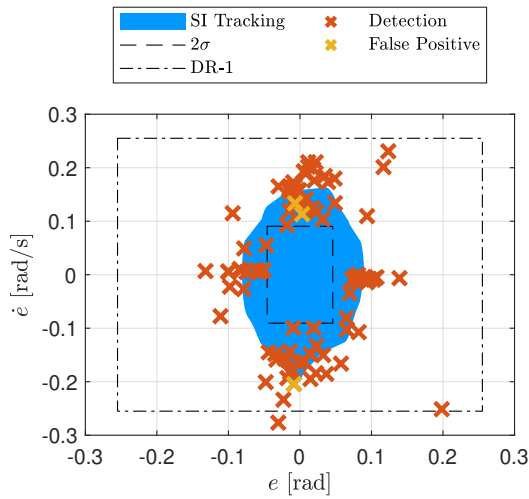 SI Tracking
Detection
2σ
False Positive
DR-1
0.3
0.2
0.1
0
-0.1
-0.2
-0.3
ė [rad/s]
-0.3
-0.2
-0.1
0
0.1
0.2
0.3
e [rad]